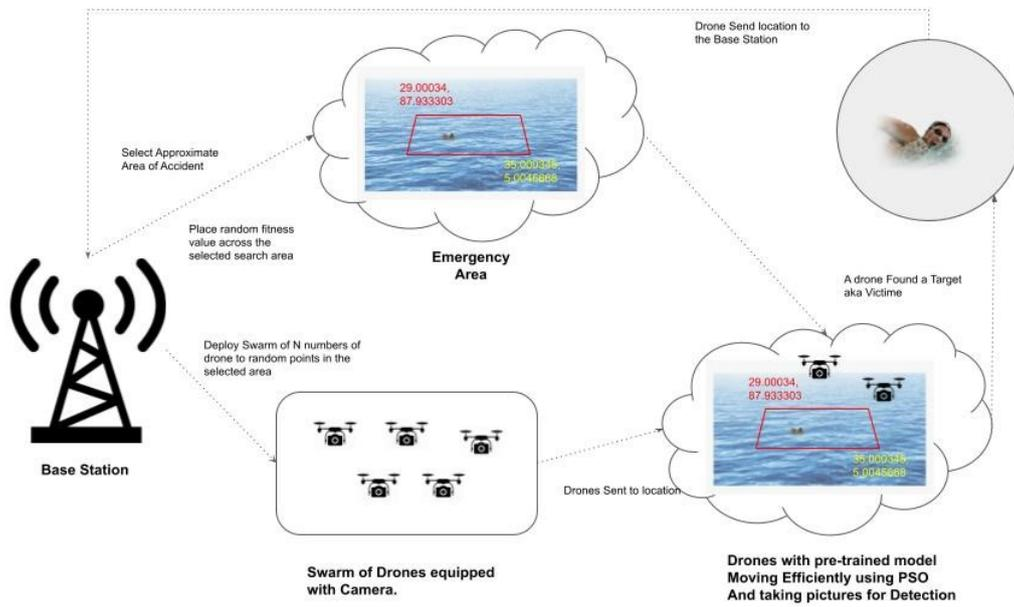 Drone Send location to
the Base Station
29.00034,
87.933303
35.000345,
5.0045668
Select Approximate
Area of Accident
Place random fitness
value across the
selected search area
Emergency
Area
A drone Found a Target
aka Victime
Deploy Swarm of N numbers of
drone to random points in the
selected area
Base Station
29.00034,
87.933303
35.000345,
5.0045668
Drones Sent to location
Swarm of Drones equipped
with Camera.
Drones with pre-trained model
Moving Efficiently using PSO
And taking pictures for Detection